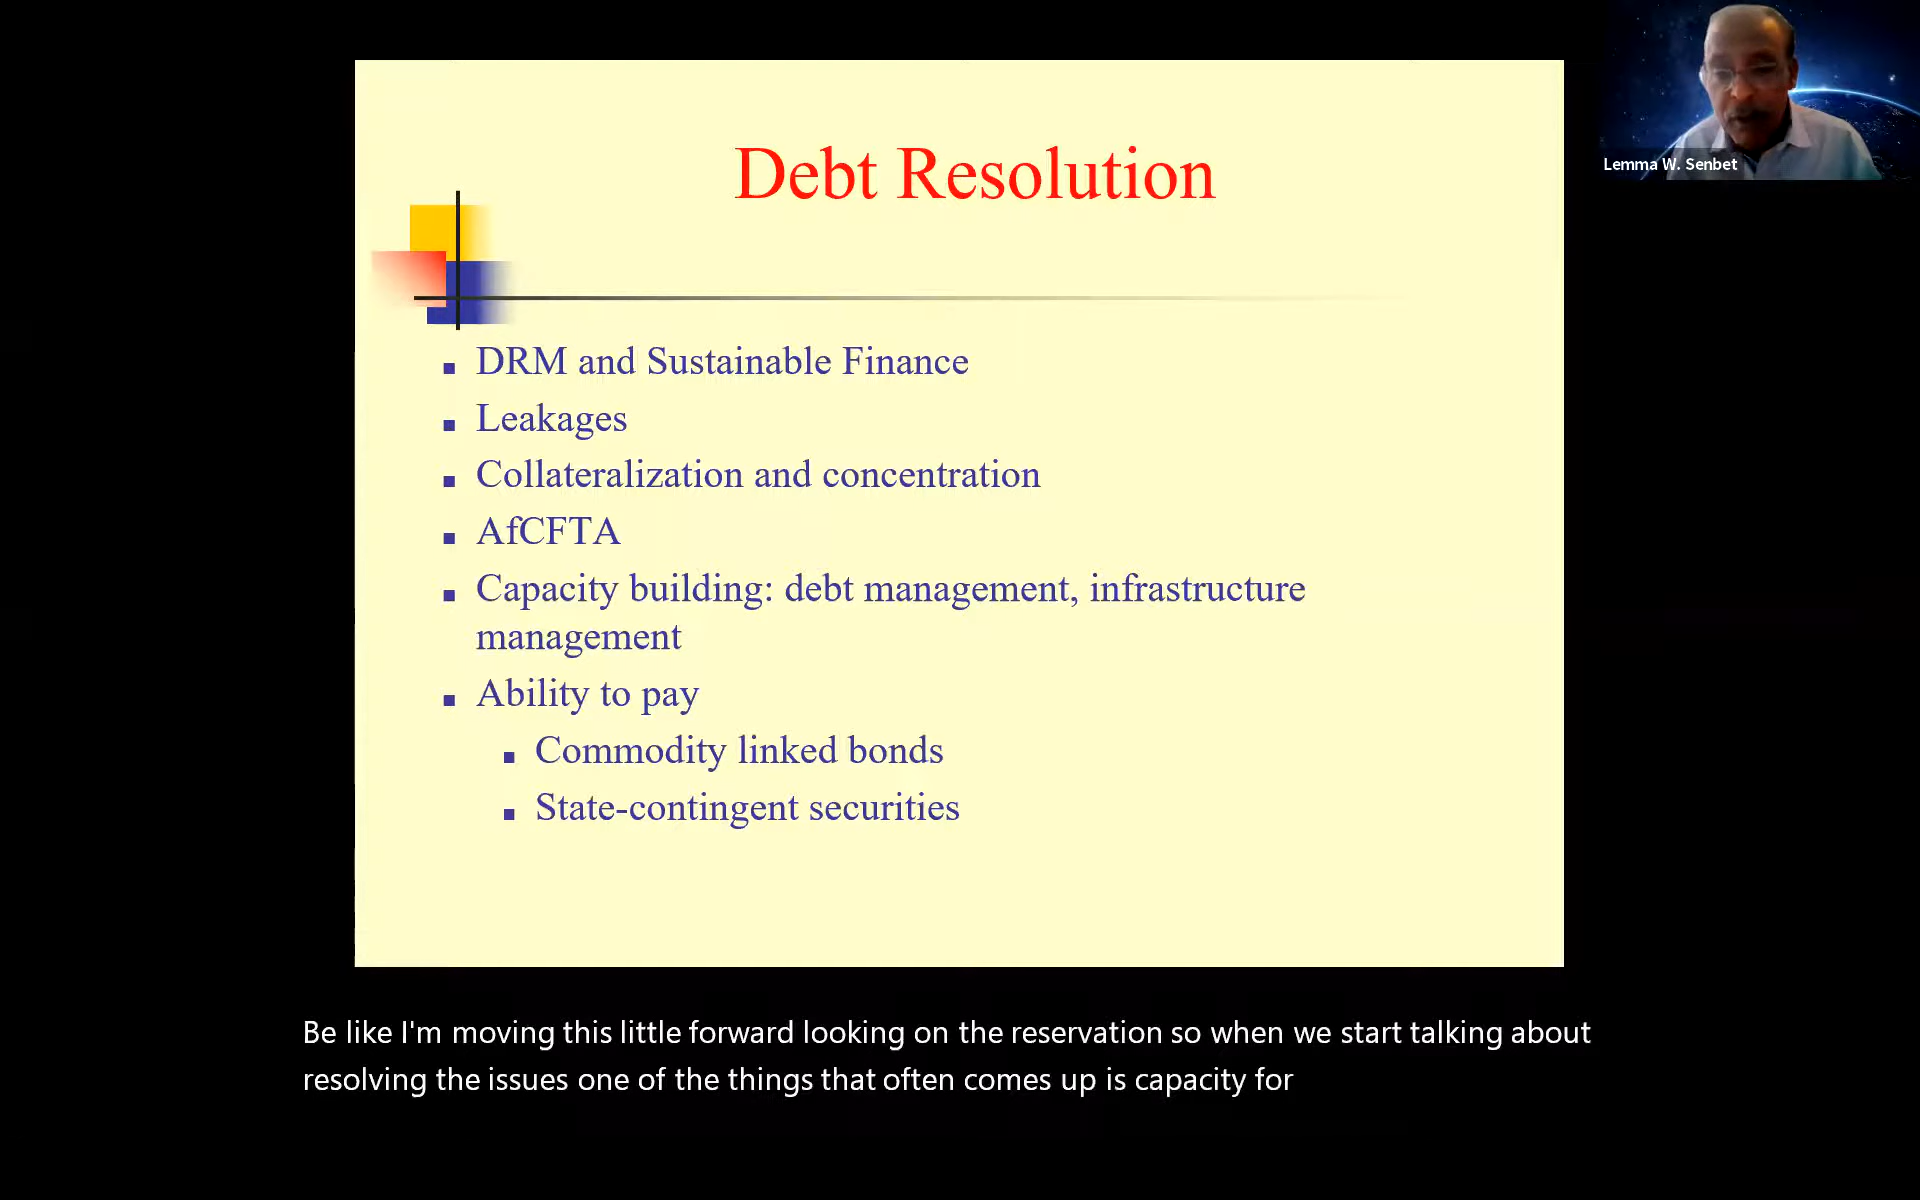 Debt Resolution
Lemma W. Senbet
DRM and Sustainable Finance
Leakages
Collateralization and concentration
AfCFTA
Capacity building: debt management, infrastructure
management
Ability to pay
Commodity linked bonds
State-contingent securities
Be like I'm moving this little forward looking on the reservation so when we start talking about
resolving the issues one of the things that often comes up is capacity for